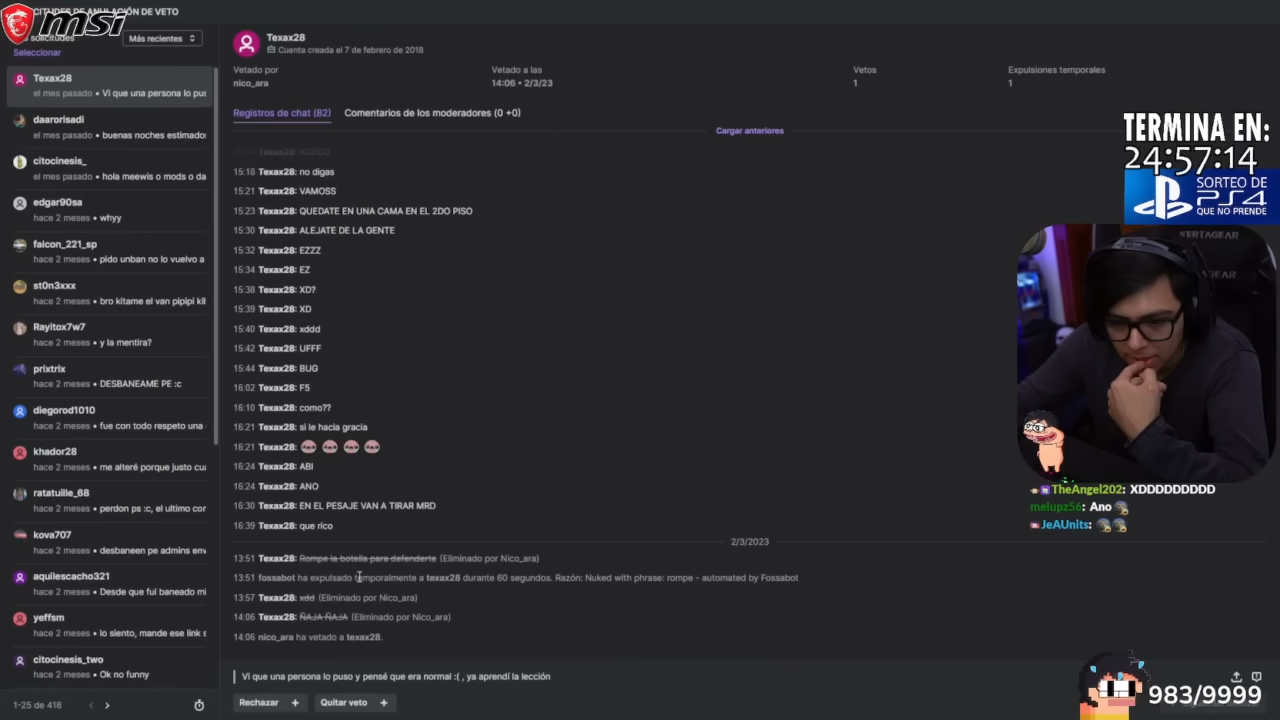 CITUDES DE ANULACIÓN DE VETO
msi
solicitudes
Más recientes
Seleccionar
Texax28
el mes pasado • Vi que una persona lo pus
daarorisadi
el mes pasado • buenas noches estimado
citocinesis_
el mes pasado • hola meewis o mods o da
edgar90sa
hace 2 meses • whyy
falcon_221_sp
hace 2 meses • pido unban no lo vuelvo a
st0n3xxx
hace 2 meses • bro kitame el van pipipi kil
Rayitox7w7
hace 2 meses • y la mentira?
prixtrix
hace 2 meses • DESBANEAME PE :c
diegorod1010
hace 2 meses • fue con todo respeto una
khador28
hace 2 meses • me alteré porque justo cua
ratatuille_68
hace 2 meses • perdon ps :c, el ultimo con
kova707
hace 2 meses • desbaneen pe admins env
aquilescacho321
hace 2 meses • Desde que fui baneado mi
yeffsm
hace 2 meses • lo siento, mande ese link s
citocinesis_two
hace 2 meses • Ok no funny
1-25 de 418
Texax28
Cuenta creada el 7 de febrero de 2018
Vetado por
nico_ara
Vetado a las
14:06 • 2/3/23
Vetos
1
Expulsiones temporales
1
Registros de chat (82)
Comentarios de los moderadores (0 +0)
Cargar anteriores
Texax28: XDDDD
15:18 Texax28: no digas
15:21 Texax28: VAMOSS
15:23 Texax28: QUEDATE EN UNA CAMA EN EL 2DO PISO
15:30 Texax28: ALEJATE DE LA GENTE
15:32 Texax28: EZZZ
15:34 Texax28: EZ
15:38 Texax28: XD?
15:39 Texax28: XD
15:40 Texax28: xddd
15:42 Texax28: UFFF
15:44 Texax28: BUG
16:02 Texax28: F5
16:10 Texax28: como??
16:21 Texax28: si le hacia gracia
16:21 Texax28:
16:24 Texax28: ABI
16:24 Texax28: ANO
16:30 Texax28: EN EL PESAJE VAN A TIRAR MRD
16:39 Texax28: que rico
2/3/2023
13:51 Texax28: Rompe la botella para defenderte (Eliminado por Nico_ara)
13:51 fossabot ha expulsado temporalmente a texax28 durante 60 segundos. Razón: Nuked with phrase: rompe - automated by Fossabot
13:57 Texax28: xdd (Eliminado por Nico_ara)
14:06 Texax28: ÑAJA ÑAJA (Eliminado por Nico_ara)
14:06 nico_ara ha vetado a texax28.
Vi que una persona lo puso y pensé que era normal :( , ya aprendí la lección
Rechazar +
Quitar veto +
TERMINA EN:
24:57:14
SORTEO DE
PS4
QUE NO PRENDE
SERTAGEAR
SERTAGEAR
TheAngel202: XDDDDDDDDD
melupz56: Ano
JeAUnits:
983/9999